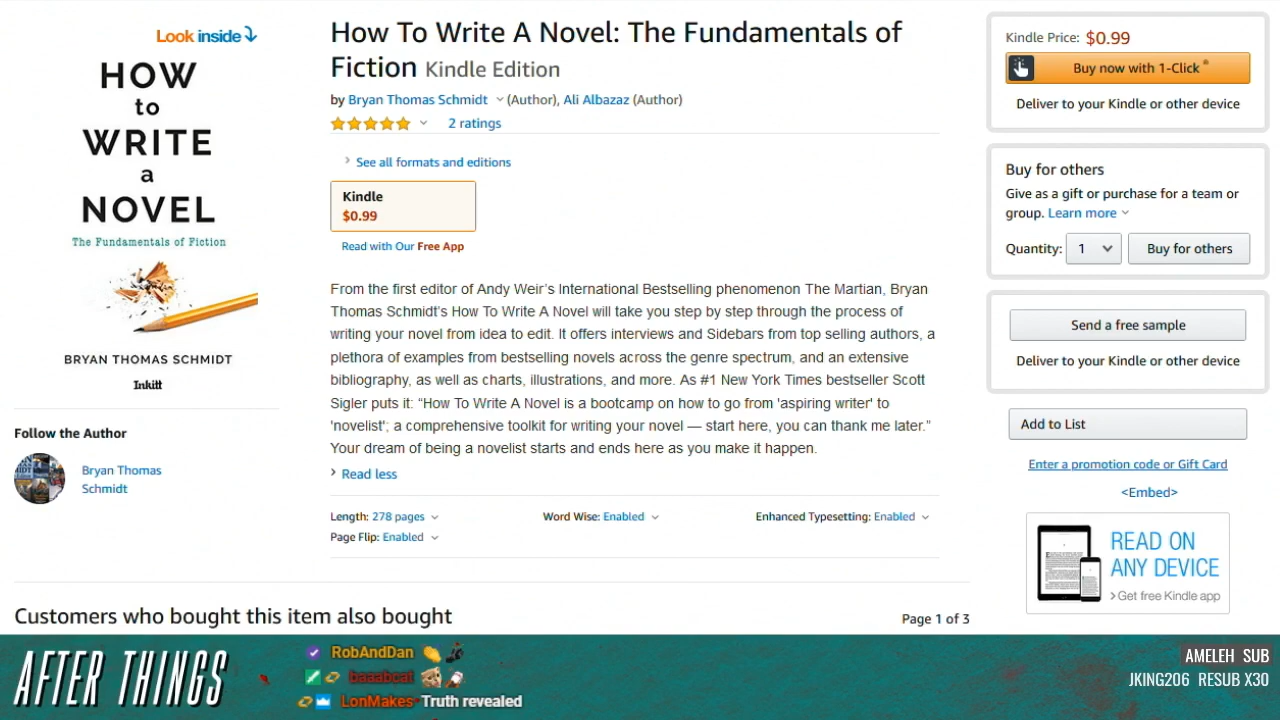 Look inside
HOW
to
WRITE
a
NOVEL
The Fundamentals of Fiction
BRYAN THOMAS SCHMIDT
Inkitt
Follow the Author
Bryan Thomas
Schmidt
How To Write A Novel: The Fundamentals of
Fiction Kindle Edition
by Bryan Thomas Schmidt (Author), Ali Albazaz (Author)
2 ratings
See all formats and editions
Kindle
$0.99
Read with Our Free App
From the first editor of Andy Weir's International Bestselling phenomenon The Martian, Bryan
Thomas Schmidt's How To Write A Novel will take you step by step through the process of
writing your novel from idea to edit. It offers interviews and Sidebars from top selling authors, a
plethora of examples from bestselling novels across the genre spectrum, and an extensive
bibliography, as well as charts, illustrations, and more. As #1 New York Times bestseller Scott
Sigler puts it: “How To Write A Novel is a bootcamp on how to go from 'aspiring writer' to
'novelist'; a comprehensive toolkit for writing your novel — start here, you can thank me later.”
Your dream of being a novelist starts and ends here as you make it happen.
Read less
Length: 278 pages
Word Wise: Enabled
Enhanced Typesetting: Enabled
Page Flip: Enabled
Kindle Price: $0.99
Buy now with 1-Click ®
Deliver to your Kindle or other device
Buy for others
Give as a gift or purchase for a team or
group. Learn more
Quantity: 1 Buy for others
Send a free sample
Deliver to your Kindle or other device
Add to List
Enter a promotion code or Gift Card
<Embed>
READ ON
ANY DEVICE
Get free Kindle app
Customers who bought this item also bought
Page 1 of 3
AFTER THINGS
RobAndDan
baaabcat
LonMakes Truth revealed
AMELEH SUB
JKING206 RESUB X30